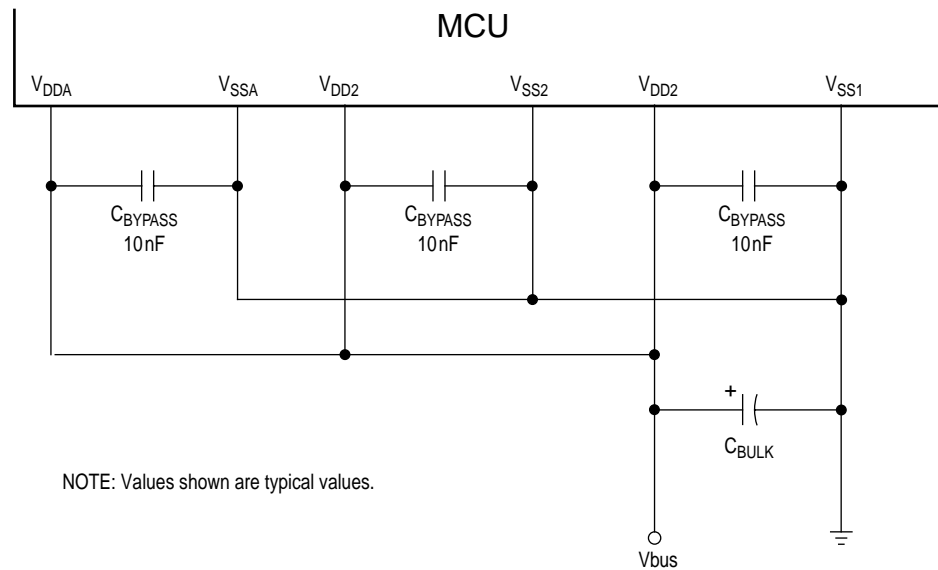 MCU
VDDA VSSA VDD2 VSS2 VDD2 VSS1
CBYPASS CBYPASS CBYPASS
10nF 10nF 10nF
+
CBULK
NOTE: Values shown are typical values.
Vbus